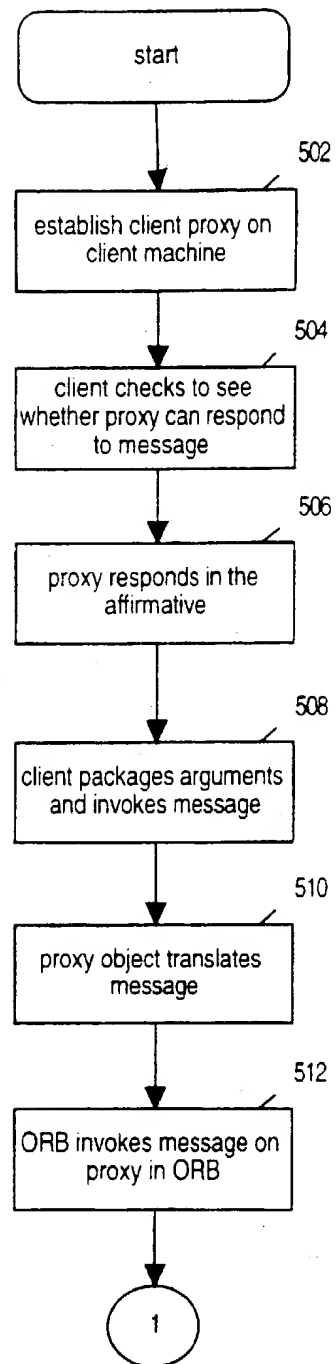 start
502
establish client proxy on
client machine
504
client checks to see
whether proxy can respond
to message
506
proxy responds in the
affirmative
508
client packages arguments
and invokes message
510
proxy object translates
message
512
ORB invokes message on
proxy in ORB
1